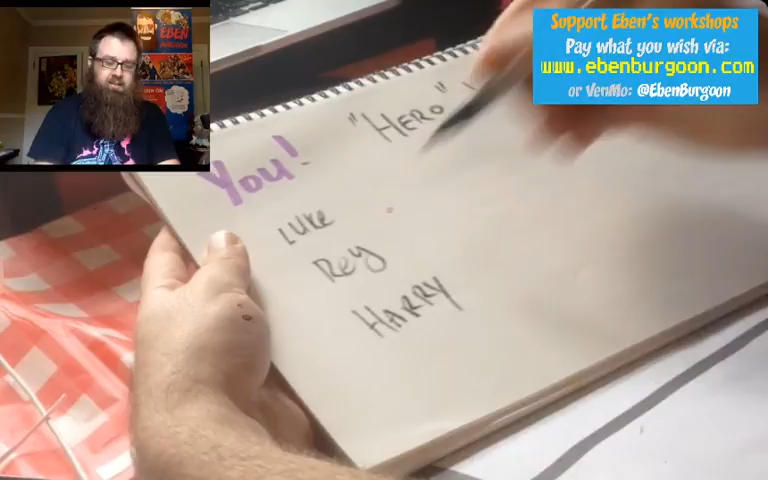 Support Eben's workshops
Pay what you wish via:
www.ebenburgoon.com
or VenMo: @EbenBurgoon
EBEN
You!
"HERO"
Luke
Rey
HARRY